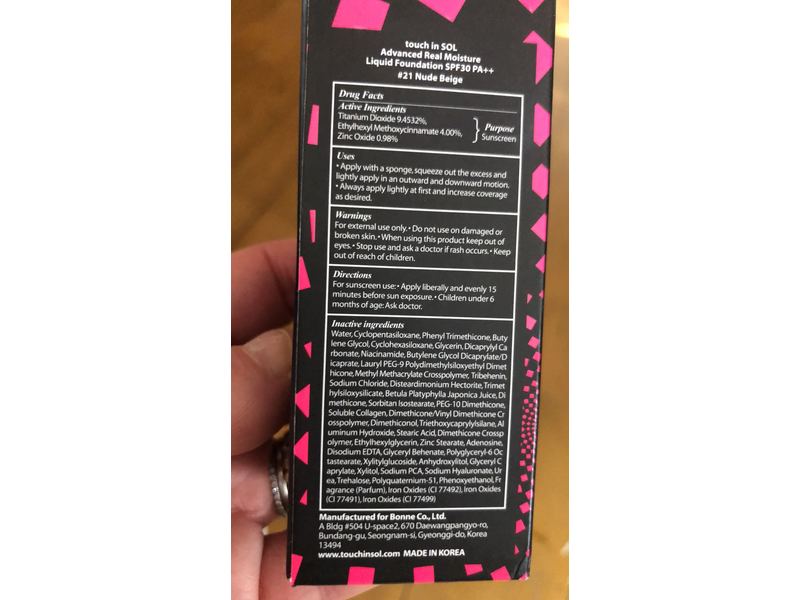 touch in SOL
Advanced Real Moisture
Liquid Foundation SPF30 PA++
#21 Nude Beige
Drug Facts
Active Ingredients
Titanium Dioxide 9.4532%,
Ethylhexyl Methoxycinnamate 4.00%,
Zinc Oxide 0.98%
Purpose
Sunscreen
Uses
• Apply with a sponge, squeeze out the excess and
lightly apply in an outward and downward motion.
• Always apply lightly at first and increase coverage
as desired.
Warnings
For external use only. • Do not use on damaged or
broken skin. • When using this product keep out of
eyes. • Stop use and ask a doctor if rash occurs. • Keep
out of reach of children.
Directions
For sunscreen use: • Apply liberally and evenly 15
minutes before sun exposure. • Children under 6
months of age: Ask doctor.
Inactive ingredients
Water, Cyclopentasiloxane, Phenyl Trimethicone, Buty
lene Glycol, Cyclohexasiloxane, Glycerin, Dicaprylyl Ca
rbonate, Niacinamide, Butylene Glycol Dicaprylate/D
icaprate, Lauryl PEG-9 Polydimethylsiloxyethyl Dimet
hicone, Methyl Methacrylate Crosspolymer, Tribehenin,
Sodium Chloride, Disteardimonium Hectorite, Trimet
hylsiloxysilicate, Betula Platyphylla Japonica Juice, Di
methicone, Sorbitan Isostearate, PEG-10 Dimethicone,
Soluble Collagen, Dimethicone/Vinyl Dimethicone Cr
osspolymer, Dimethiconol, Triethoxycaprylylsilane, Al
uminum Hydroxide, Stearic Acid, Dimethicone Crossp
olymer, Ethylhexylglycerin, Zinc Stearate, Adenosine,
Disodium EDTA, Glyceryl Behenate, Polyglyceryl-6 Oc
tastearate, Xylitylglucoside, Anhydroxylitol, Glyceryl C
aprylate, Xylitol, Sodium PCA, Sodium Hyaluronate, Ur
ea, Trehalose, Polyquaternium-51, Phenoxyethanol, Fr
agrance (Parfum), Iron Oxides (CI 77492), Iron Oxides
(CI 77491), Iron Oxides (CI 77499)
Manufactured for Bonne Co., Ltd.
A Bldg #504 U-space2, 670 Daewangpangyo-ro,
Bundang-gu, Seongnam-si, Gyeonggi-do, Korea
13494
www.touchinsol.com MADE IN KOREA